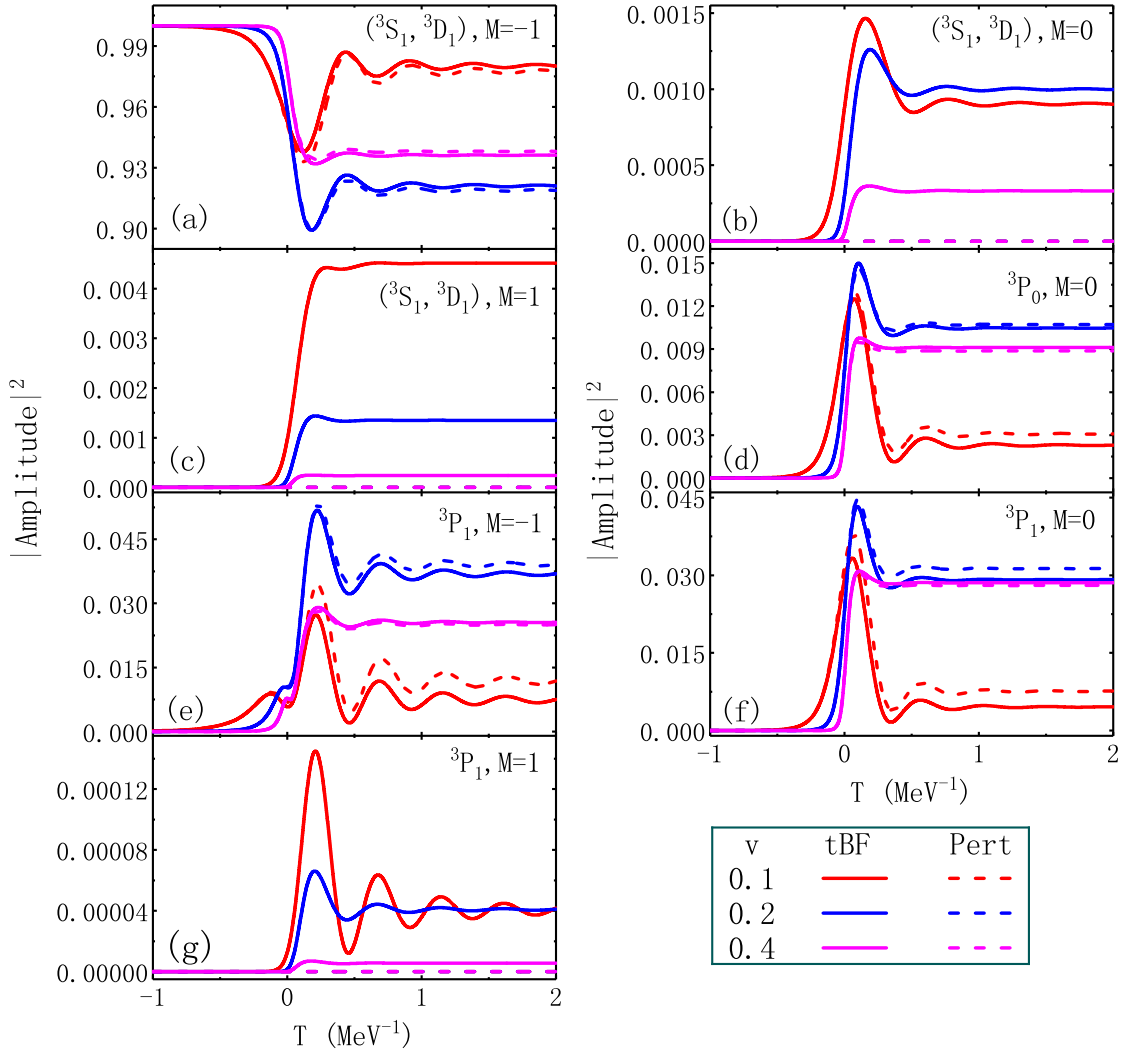 |Amplitude|²
0.99
0.96
0.93
0.90
(³S₁, ³D₁), M=−1
(a)
0.004
0.003
0.002
0.001
0.000
(³S₁, ³D₁), M=1
(c)
0.045
0.030
0.015
0.000
³P₁, M=−1
(e)
0.00012
0.00008
0.00004
0.00000
³P₁, M=1
(g)
-1 0 1 2
T (MeV⁻¹)
|Amplitude|²
0.0015
0.0010
0.0005
0.0000
(³S₁, ³D₁), M=0
(b)
0.015
0.012
0.009
0.003
0.000
³P₀, M=0
(d)
0.045
0.030
0.015
0.000
³P₁, M=0
(f)
-1 0 1 2
T (MeV⁻¹)
v tBF Pert
0.1
0.2
0.4